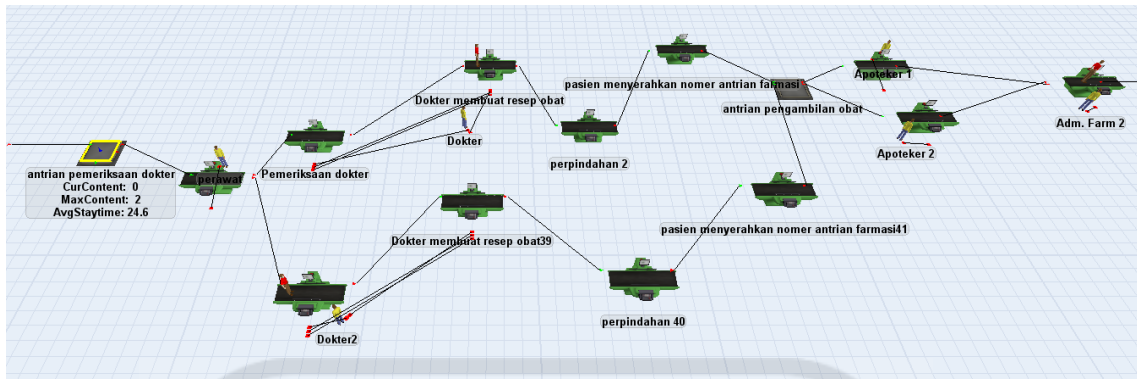 pasien menyerahkan nomer antrian falmasi
Apoteker 1
Dokter membuat resep obat
antrian pengambilan obat
Adm. Farm 2
Dokter
Apoteker 2
perpindahan 2
antrian pemeriksaan dokter
CurContent: 0
MaxContent: 2
AvgStaytime: 24.6
perawat
Pemeriksaan dokter
pasien menyerahkan nomer antrian farmasi41
Dokter membuat resep obat39
perpindahan 40
Dokter2